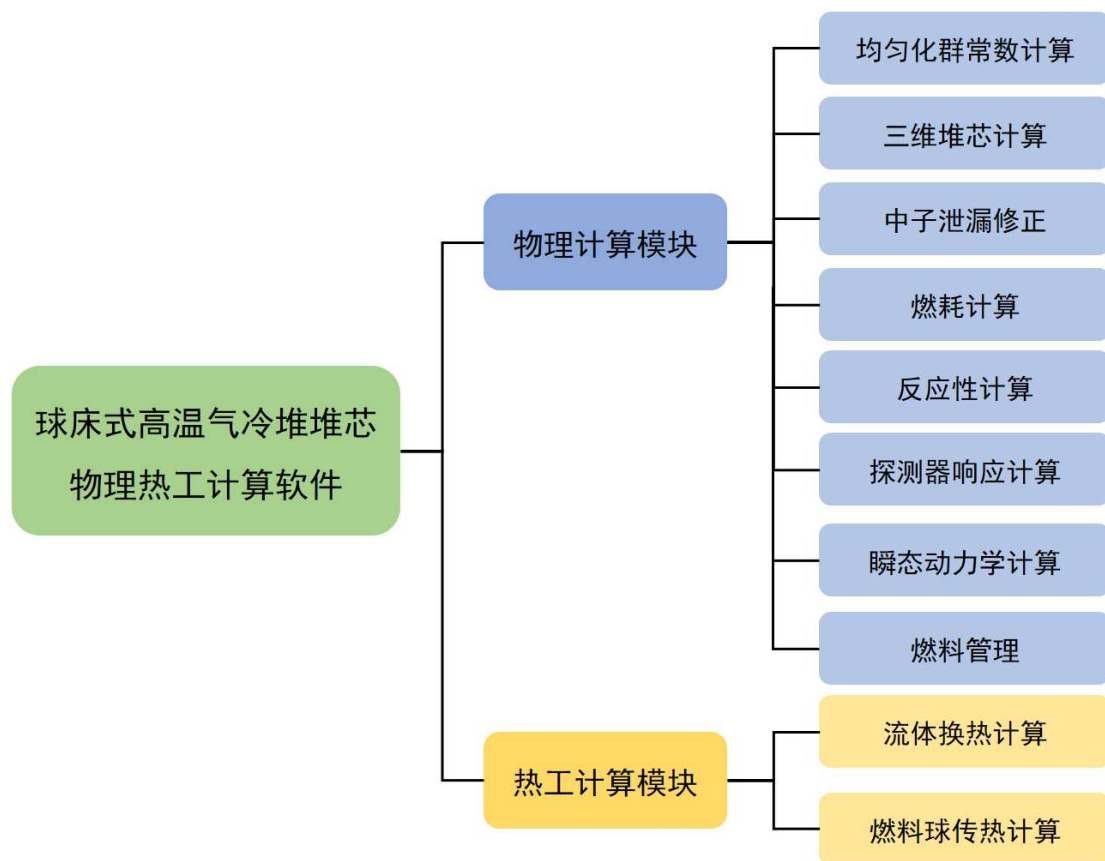 球床式高温气冷堆堆芯
物理热工计算软件
物理计算模块
均匀化群常数计算
三维堆芯计算
中子泄漏修正
燃耗计算
反应性计算
探测器响应计算
瞬态动力学计算
燃料管理
热工计算模块
流体换热计算
燃料球传热计算